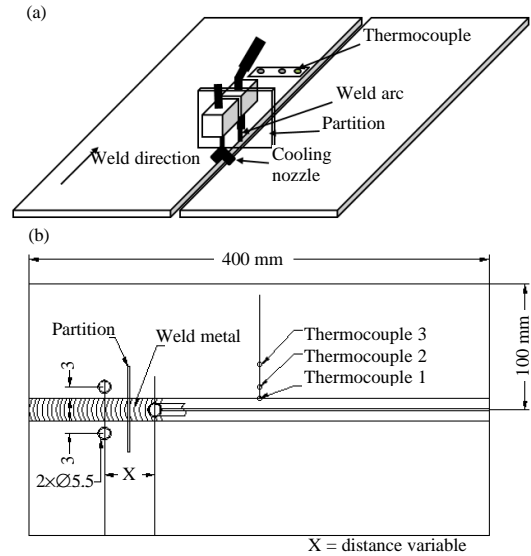 (a)
Thermocouple
Weld arc
Partition
Cooling
nozzle
Weld direction
(b)
400 mm
100 mm
Partition
Weld metal
Thermocouple 3
Thermocouple 2
Thermocouple 1
3
3
2×Ø5.5
X
X = distance variable